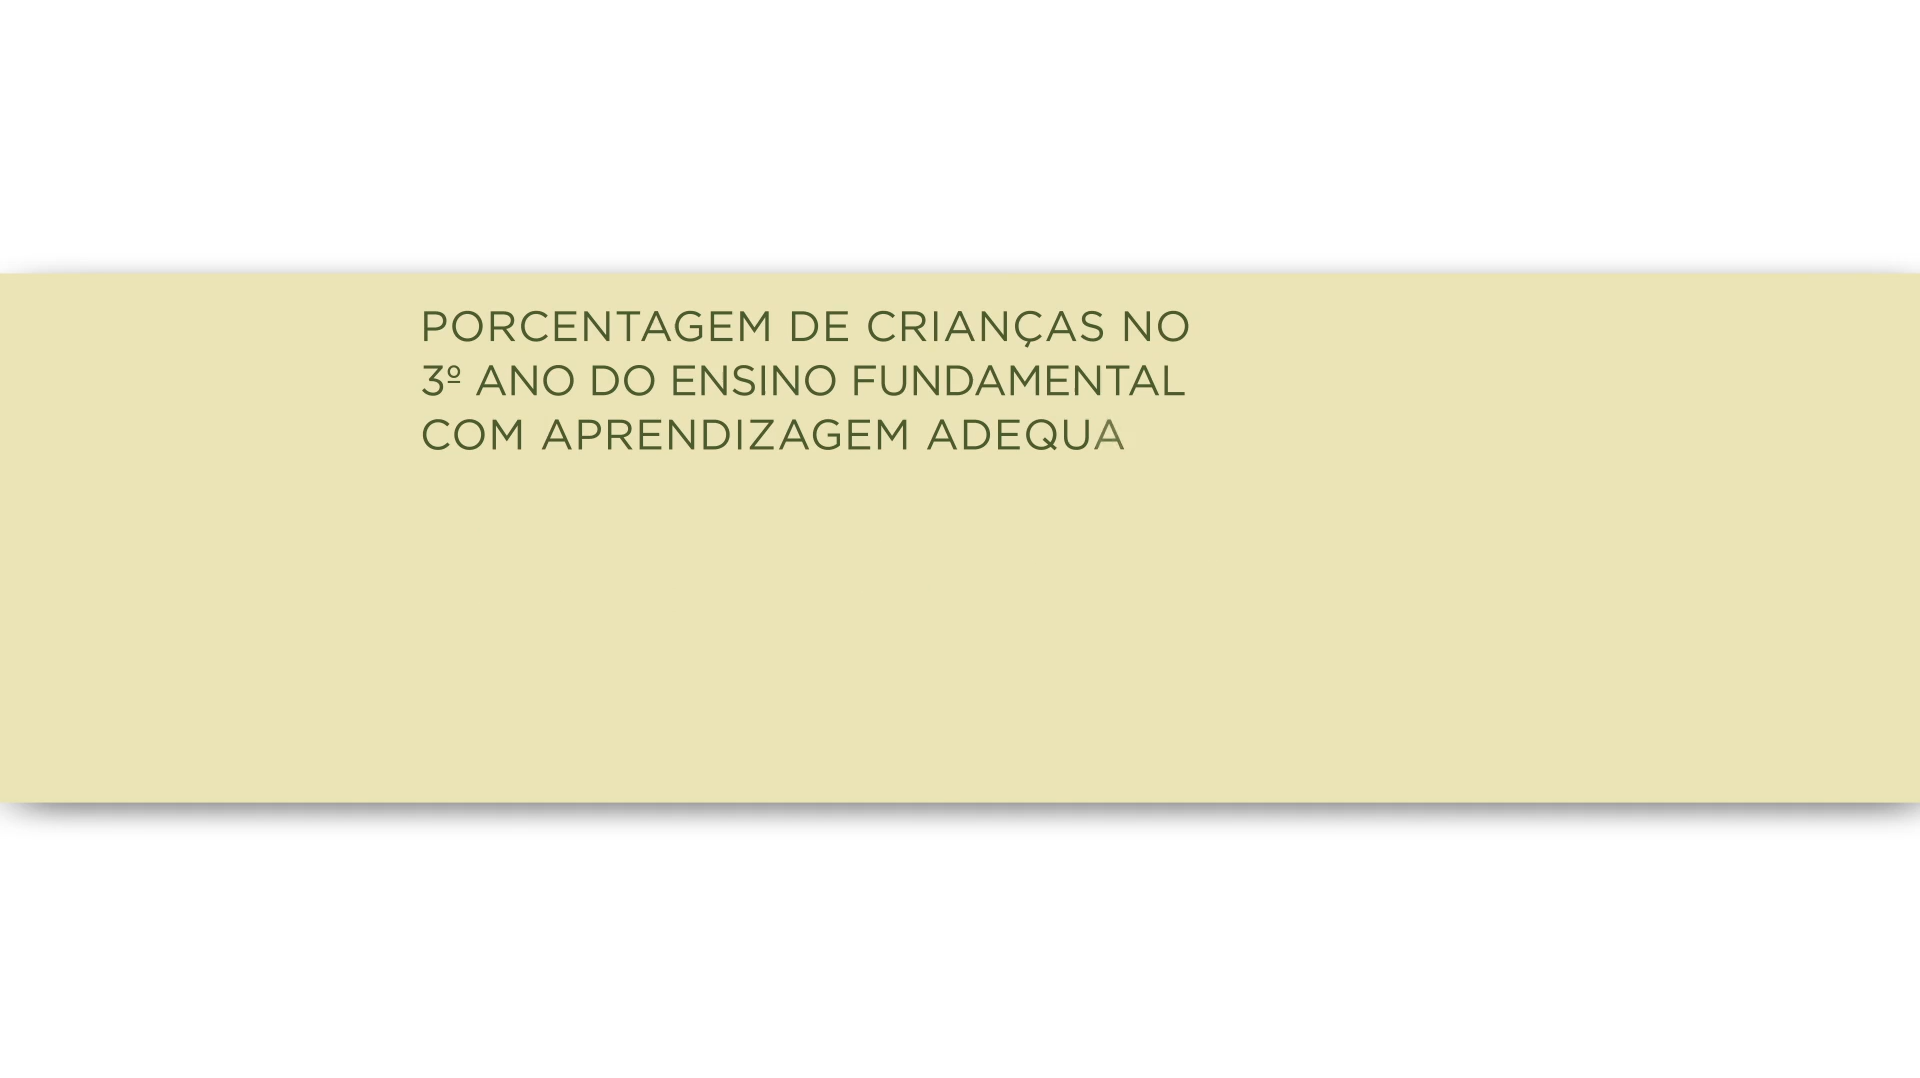 PORCENTAGEM DE CRIANÇAS NO
3º ANO DO ENSINO FUNDAMENTAL
COM APRENDIZAGEM ADEQUA